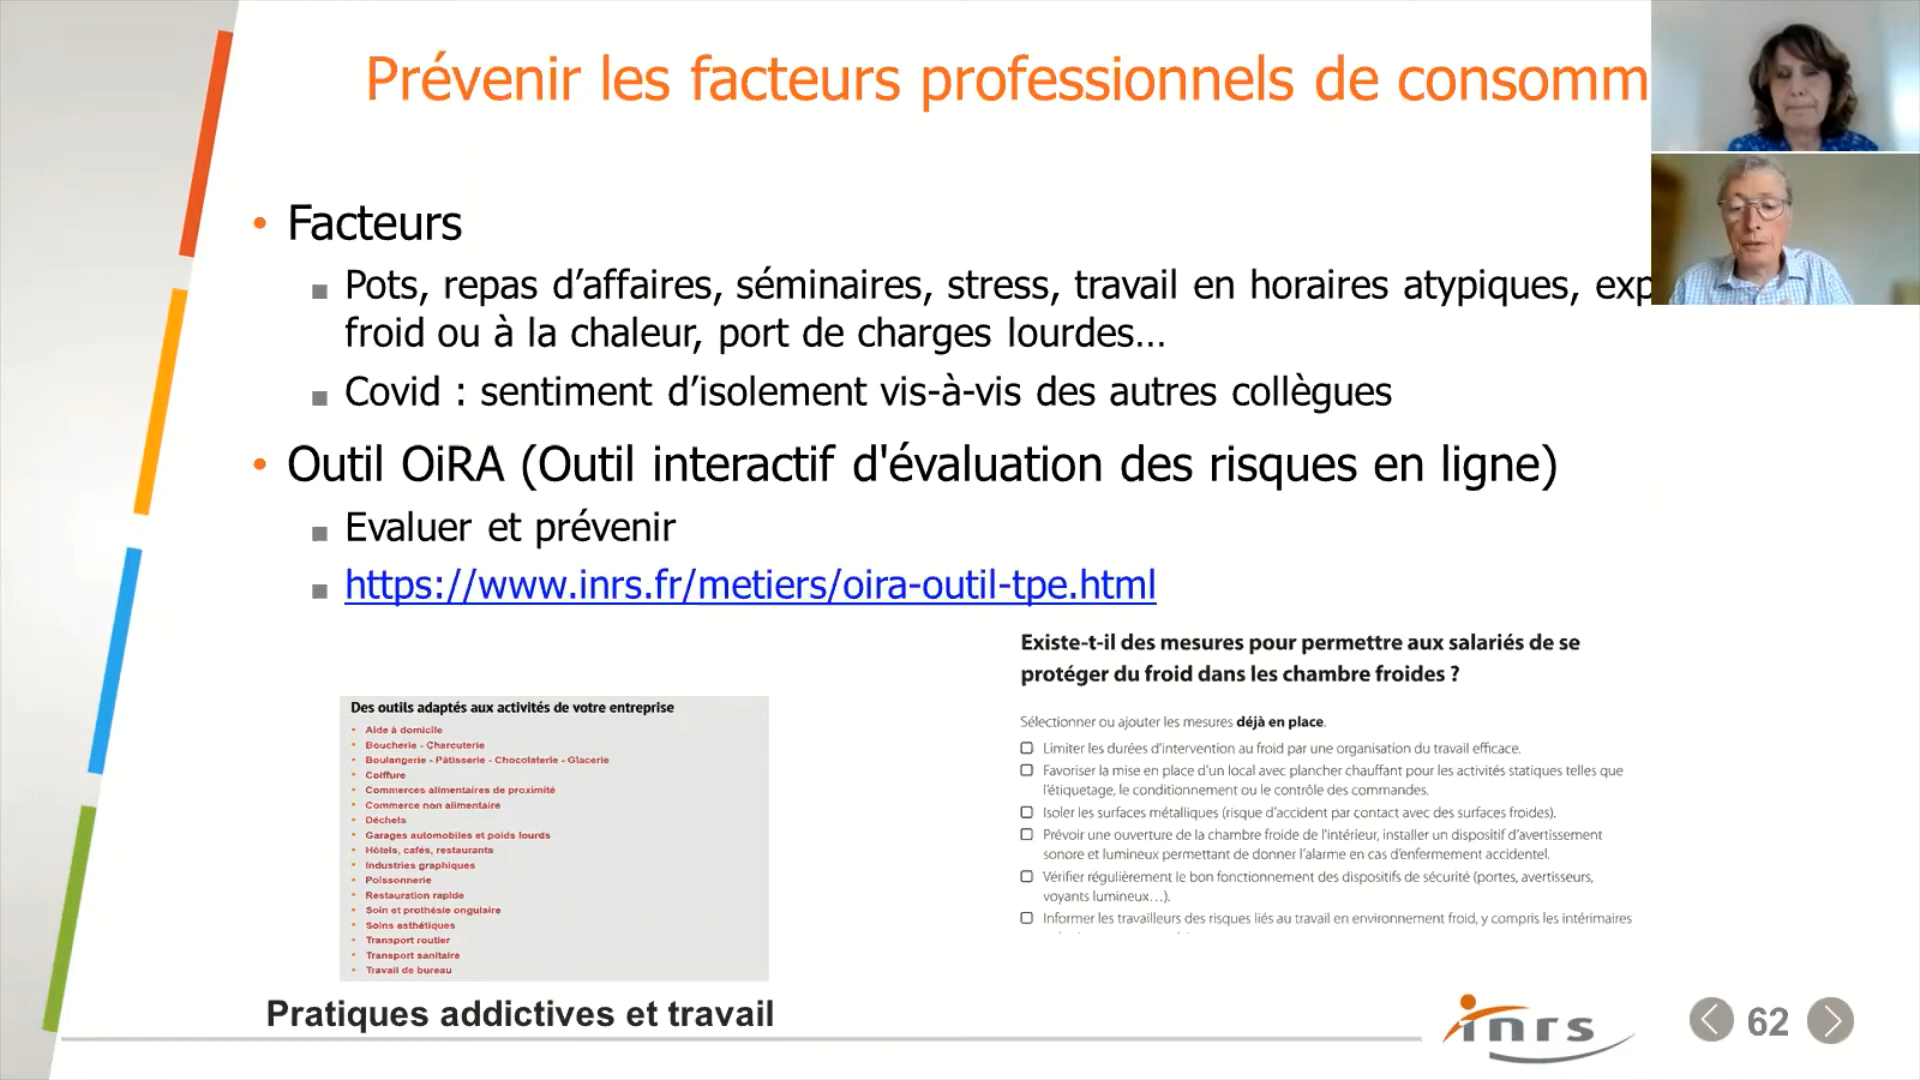 Prévenir les facteurs professionnels de consomm
• Facteurs
Pots, repas d’affaires, séminaires, stress, travail en horaires atypiques, exp
froid ou à la chaleur, port de charges lourdes…
Covid : sentiment d’isolement vis-à-vis des autres collègues
• Outil OiRA (Outil interactif d'évaluation des risques en ligne)
Evaluer et prévenir
https://www.inrs.fr/metiers/oira-outil-tpe.html
Des outils adaptés aux activités de votre entreprise
• Aide à domicile
• Boucherie - Charcuterie
• Boulangerie - Pâtisserie - Chocolaterie - Glacerie
• Coiffure
• Commerces alimentaires de proximité
• Commerce non alimentaire
• Déchets
• Garages automobiles et poids lourds
• Hôtels, cafés, restaurants
• Industries graphiques
• Poissonnerie
• Restauration rapide
• Soin et prothésie ongulaire
• Soins esthétiques
• Transport routier
• Transport sanitaire
• Travail de bureau
Existe-t-il des mesures pour permettre aux salariés de se
protéger du froid dans les chambre froides ?
Sélectionner ou ajouter les mesures déjà en place.
Limiter les durées d’intervention au froid par une organisation du travail efficace.
Favoriser la mise en place d’un local avec plancher chauffant pour les activités statiques telles que
l’étiquetage, le conditionnement ou le contrôle des commandes.
Isoler les surfaces métalliques (risque d’accident par contact avec des surfaces froides).
Prévoir une ouverture de la chambre froide de l’intérieur, installer un dispositif d’avertissement
sonore et lumineux permettant de donner l’alarme en cas d’enfermement accidentel.
Vérifier régulièrement le bon fonctionnement des dispositifs de sécurité (portes, avertisseurs,
voyants lumineux…).
Informer les travailleurs des risques liés au travail en environnement froid, y compris les intérimaires
Pratiques addictives et travail
inrs
62